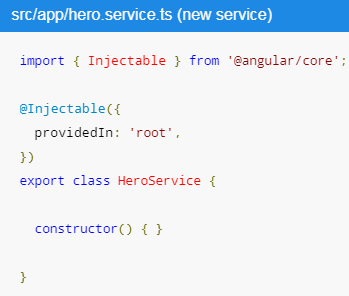 src/app/hero.service.ts (new service)
import { Injectable } from '@angular/core';
@Injectable({
  providedIn: 'root',
})
export class HeroService {
  constructor() { }
}